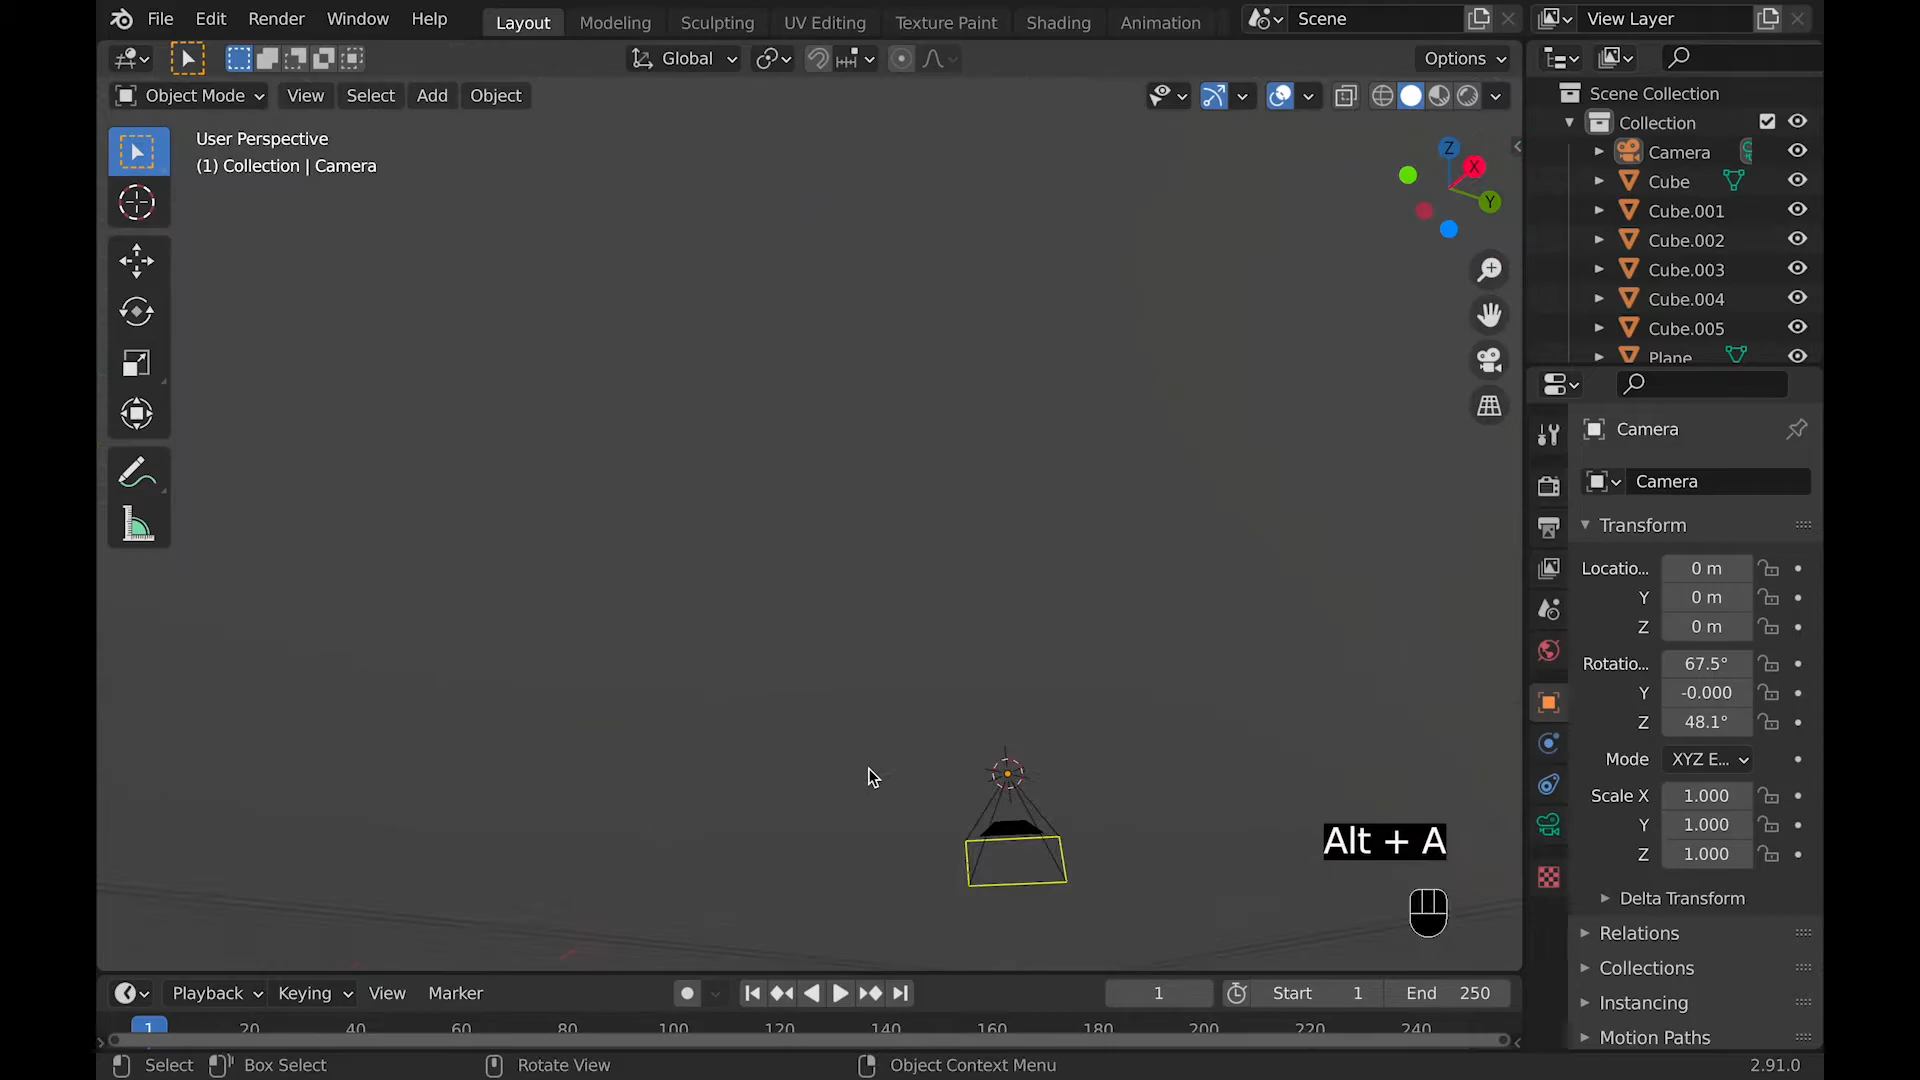 File Edit Render Window Help
Layout Modeling Sculpting UV Editing Texture Paint Shading Animation
Scene
View Layer
Global
Options
Object Mode View Select Add Object
User Perspective
(1) Collection | Camera
Z
X
Y
Scene Collection
Collection
Camera
Cube
Cube.001
Cube.002
Cube.003
Cube.004
Cube.005
Plane
Camera
Camera
Transform
Locatio... 0 m
Y 0 m
Z 0 m
Rotatio... 67.5°
Y -0.000
Z 48.1°
Mode XYZ E...
Scale X 1.000
Y 1.000
Z 1.000
Delta Transform
Relations
Collections
Instancing
Motion Paths
Alt + A
Playback Keying View Marker
1
Start 1 End 250
1 20 40 60 80 100 120 140 160 180 200 220 240
Select Box Select Rotate View Object Context Menu 2.91.0